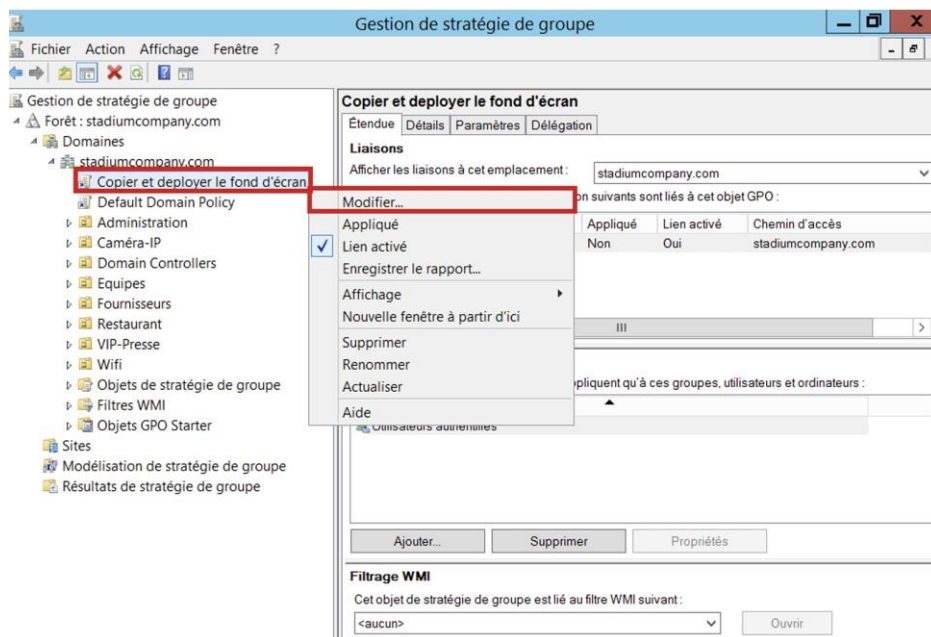 Gestion de stratégie de groupe
Fichier Action Affichage Fenêtre ?
Gestion de stratégie de groupe
Forêt : stadiumcompany.com
Domaines
stadiumcompany.com
Copier et deployer le fond d'écran
Default Domain Policy
Administration
Caméra-IP
Domain Controllers
Equipes
Fournisseurs
Restaurant
VIP-Presse
Wifi
Objets de stratégie de groupe
Filtres WMI
Objets GPO Starter
Sites
Modélisation de stratégie de groupe
Résultats de stratégie de groupe
Modifier...
Appliqué
Lien activé
Enregistrer le rapport...
Affichage
Nouvelle fenêtre à partir d'ici
Supprimer
Renommer
Actualiser
Aide
Copier et deployer le fond d'écran
Étendue Détails Paramètres Délégation
Liaisons
Afficher les liaisons à cet emplacement : stadiumcompany.com
on suivants sont liés à cet objet GPO :
Appliqué Lien activé Chemin d'accès
Non Oui stadiumcompany.com
pliquent qu'à ces groupes, utilisateurs et ordinateurs :
Utilisateurs authentifiés
Ajouter... Supprimer Propriétés
Filtrage WMI
Cet objet de stratégie de groupe est lié au filtre WMI suivant :
<aucun> Ouvrir